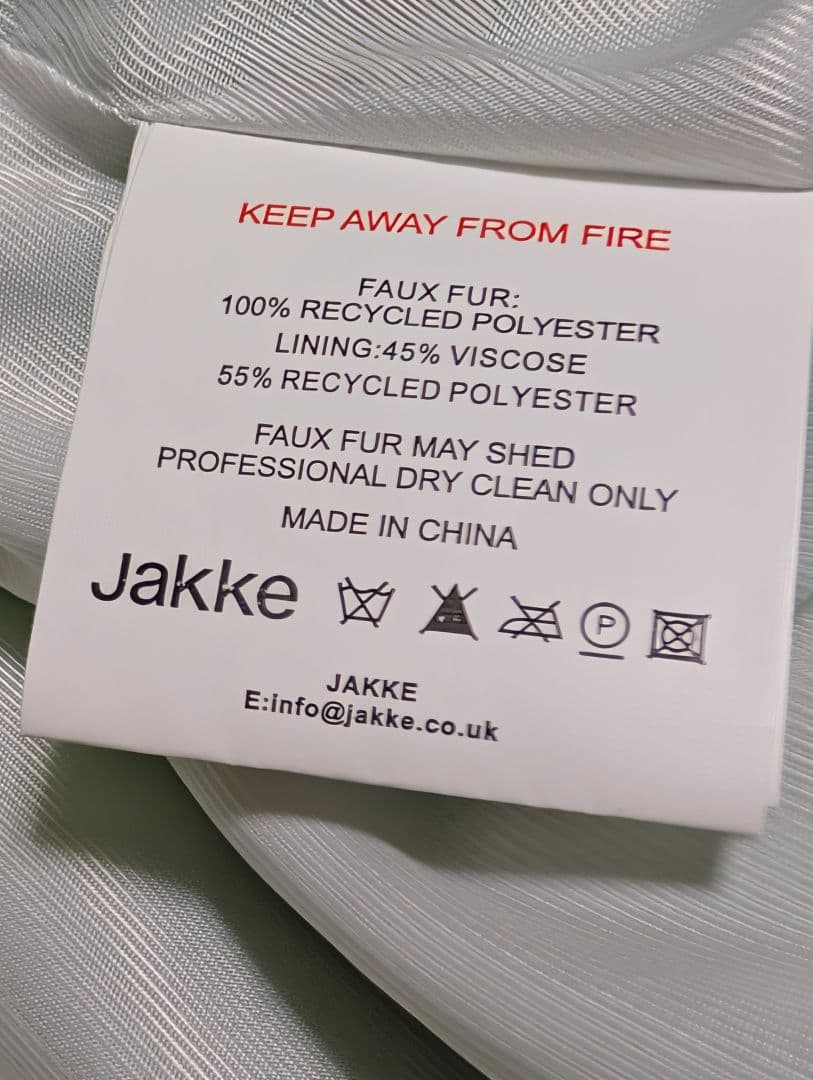 KEEP AWAY FROM FIRE
FAUX FUR:
100% RECYCLED POLYESTER
LINING:45% VISCOSE
55% RECYCLED POLYESTER
FAUX FUR MAY SHED
PROFESSIONAL DRY CLEAN ONLY
MADE IN CHINA
Jakke P
JAKKE
E:info@jakke.co.uk